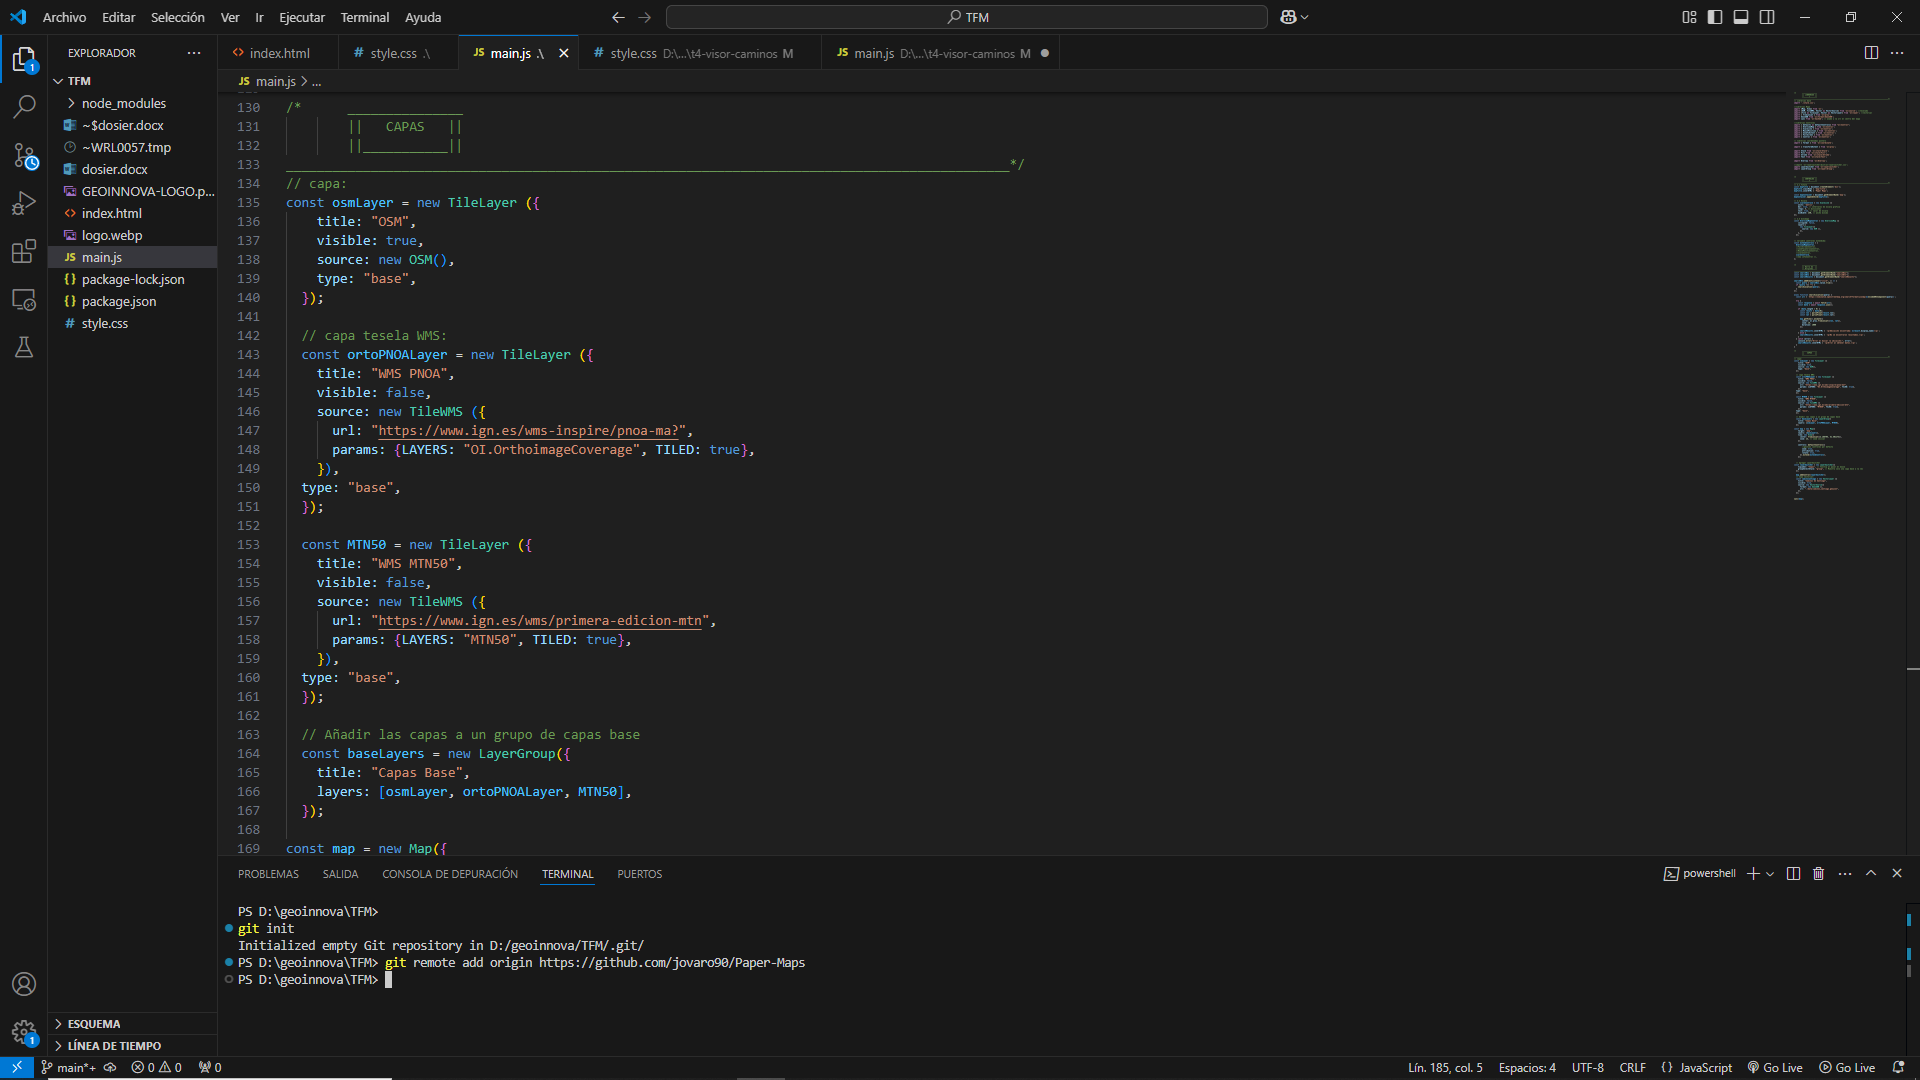 Archivo Editar Selección Ver Ir Ejecutar Terminal Ayuda
TFM
EXPLORADOR
index.html
style.css .\
JS main.js .\
style.css D:\...\t4-visor-caminos M
JS main.js D:\...\t4-visor-caminos M
JS main.js > ...
TFM
node_modules
~$dosier.docx
~WRL0057.tmp
dosier.docx
GEOINNOVA-LOGO.p...
index.html
logo.webp
JS main.js
package-lock.json
package.json
style.css
ESQUEMA
LÍNEA DE TIEMPO
130 /* ______________
131 || CAPAS ||
132 ||___________||
133 ______________________________________________________________________________________________*/
134 // capa:
135 const osmLayer = new TileLayer ({
136 title: "OSM",
137 visible: true,
138 source: new OSM(),
139 type: "base",
140 });
141
142 // capa tesela WMS:
143 const ortoPNOALayer = new TileLayer ({
144 title: "WMS PNOA",
145 visible: false,
146 source: new TileWMS ({
147 url: "https://www.ign.es/wms-inspire/pnoa-ma?",
148 params: {LAYERS: "OI.OrthoimageCoverage", TILED: true},
149 }),
150 type: "base",
151 });
152
153 const MTN50 = new TileLayer ({
154 title: "WMS MTN50",
155 visible: false,
156 source: new TileWMS ({
157 url: "https://www.ign.es/wms/primera-edicion-mtn",
158 params: {LAYERS: "MTN50", TILED: true},
159 }),
160 type: "base",
161 });
162
163 // Añadir las capas a un grupo de capas base
164 const baseLayers = new LayerGroup({
165 title: "Capas Base",
166 layers: [osmLayer, ortoPNOALayer, MTN50],
167 });
168
169 const map = new Map({
PROBLEMAS SALIDA CONSOLA DE DEPURACIÓN TERMINAL PUERTOS
powershell
PS D:\geoinnova\TFM>
git init
Initialized empty Git repository in D:/geoinnova/TFM/.git/
PS D:\geoinnova\TFM> git remote add origin https://github.com/jovaro90/Paper-Maps
PS D:\geoinnova\TFM>
main*+ 0 0 0
Lín. 185, col. 5 Espacios: 4 UTF-8 CRLF {} JavaScript Go Live Go Live